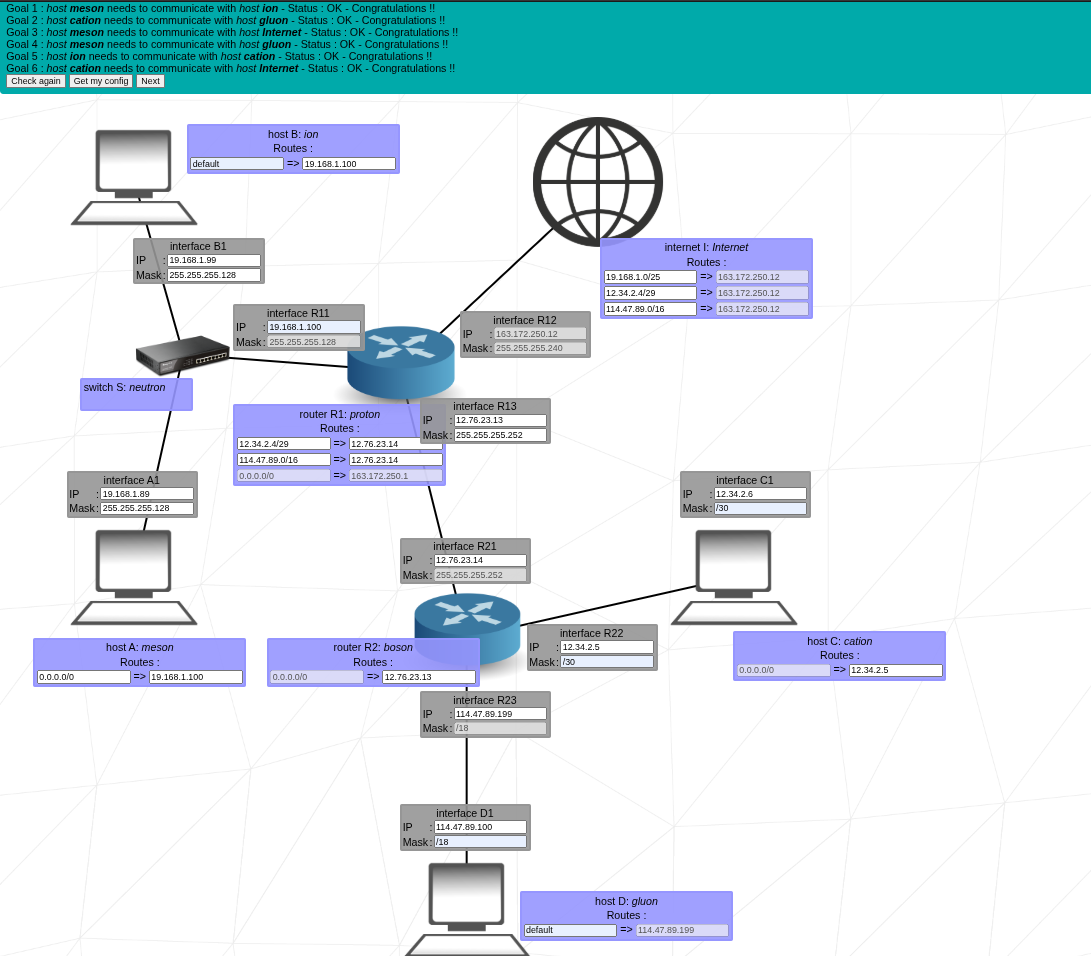 Goal 1 : host meson needs to communicate with host ion - Status : OK - Congratulations !!
Goal 2 : host cation needs to communicate with host gluon - Status : OK - Congratulations !!
Goal 3 : host meson needs to communicate with host Internet - Status : OK - Congratulations !!
Goal 4 : host meson needs to communicate with host gluon - Status : OK - Congratulations !!
Goal 5 : host ion needs to communicate with host cation - Status : OK - Congratulations !!
Goal 6 : host cation needs to communicate with host Internet - Status : OK - Congratulations !!
Check again Get my config Next
host B: ion
Routes :
default => 19.168.1.100
interface B1
IP : 19.168.1.99
Mask : 255.255.255.128
internet I: Internet
Routes :
19.168.1.0/25 => 163.172.250.12
12.34.2.4/29 => 163.172.250.12
114.47.89.0/16 => 163.172.250.12
interface R11
IP : 19.168.1.100
Mask : 255.255.255.128
interface R12
IP : 163.172.250.12
Mask : 255.255.255.240
switch S: neutron
router R1: proton
Routes :
12.34.2.4/29 => 12.76.23.14
114.47.89.0/16 => 12.76.23.14
0.0.0.0/0 => 163.172.250.1
interface R13
IP : 12.76.23.13
Mask : 255.255.255.252
interface A1
IP : 19.168.1.89
Mask : 255.255.255.128
interface C1
IP : 12.34.2.6
Mask : /30
interface R21
IP : 12.76.23.14
Mask : 255.255.255.252
host A: meson
Routes :
0.0.0.0/0 => 19.168.1.100
router R2: boson
Routes :
0.0.0.0/0 => 12.76.23.13
interface R22
IP : 12.34.2.5
Mask : /30
host C: cation
Routes :
0.0.0.0/0 => 12.34.2.5
interface R23
IP : 114.47.89.199
Mask : /18
interface D1
IP : 114.47.89.100
Mask : /18
host D: gluon
Routes :
default => 114.47.89.199